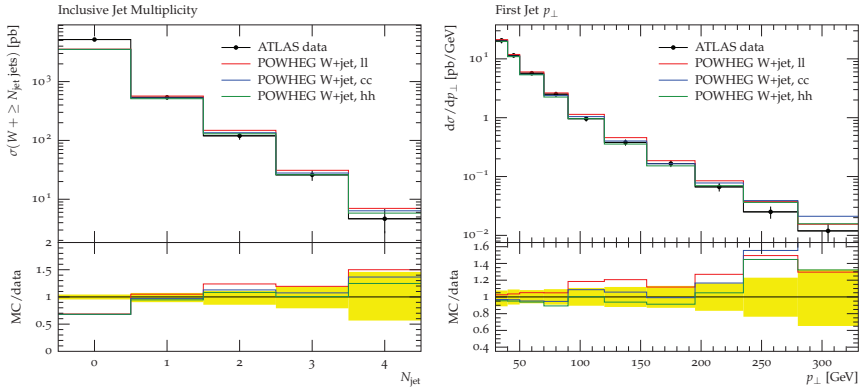 Inclusive Jet Multiplicity
σ(W + ≥ N_jet jets) [pb]
10^3
10^2
10^1
ATLAS data
POWHEG W+jet, ll
POWHEG W+jet, cc
POWHEG W+jet, hh
MC/data
2
1.5
1
0.5
0
0 1 2 3 4
N_jet
First Jet p⊥
dσ/dp⊥ [pb/GeV]
10^1
1
10^−1
10^−2
ATLAS data
POWHEG W+jet, ll
POWHEG W+jet, cc
POWHEG W+jet, hh
MC/data
1.6
1.4
1.2
1
0.8
0.6
0.4
50 100 150 200 250 300
p⊥ [GeV]